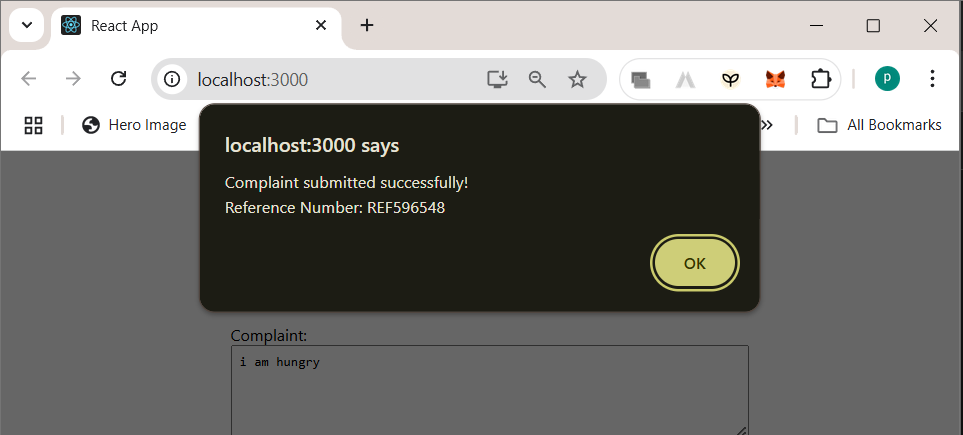 React App
localhost:3000
P
Hero Image
All Bookmarks
localhost:3000 says
Complaint submitted successfully!
Reference Number: REF596548
OK
Complaint:
i am hungry